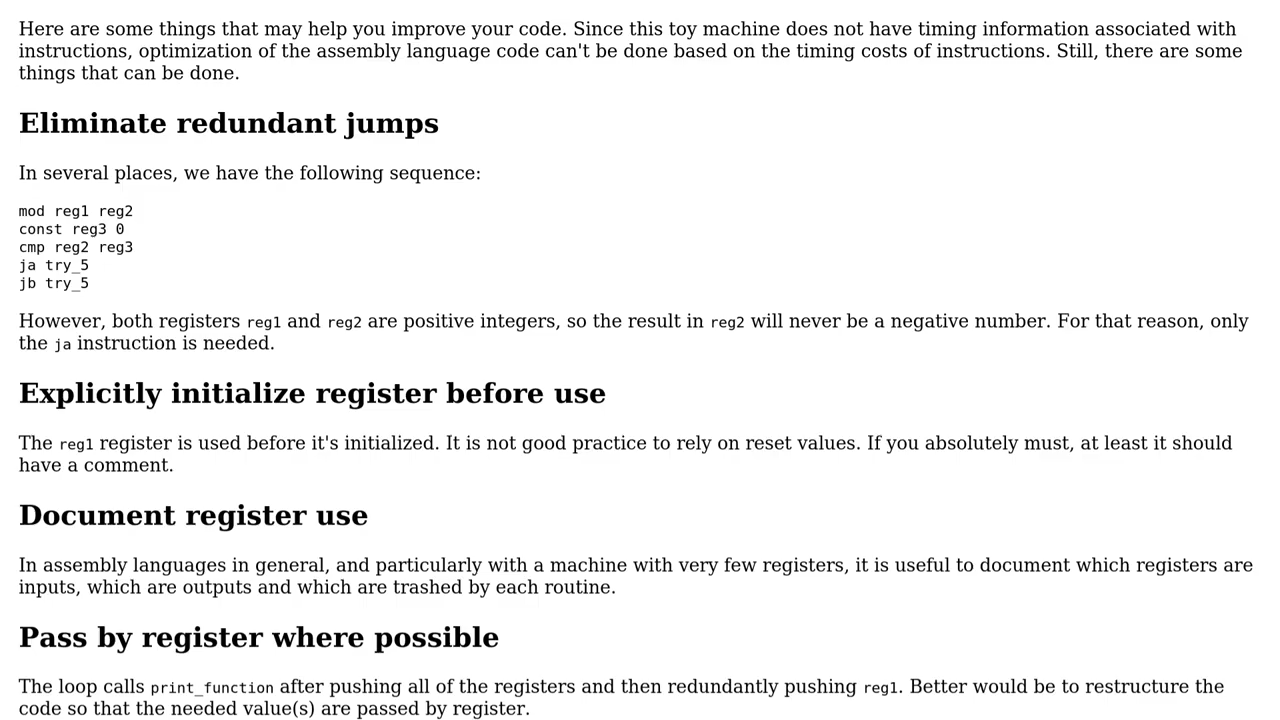 Here are some things that may help you improve your code. Since this toy machine does not have timing information associated with
instructions, optimization of the assembly language code can't be done based on the timing costs of instructions. Still, there are some
things that can be done.
Eliminate redundant jumps
In several places, we have the following sequence:
mod reg1 reg2
const reg3 0
cmp reg2 reg3
ja try_5
jb try_5
However, both registers reg1 and reg2 are positive integers, so the result in reg2 will never be a negative number. For that reason, only
the ja instruction is needed.
Explicitly initialize register before use
The reg1 register is used before it's initialized. It is not good practice to rely on reset values. If you absolutely must, at least it should
have a comment.
Document register use
In assembly languages in general, and particularly with a machine with very few registers, it is useful to document which registers are
inputs, which are outputs and which are trashed by each routine.
Pass by register where possible
The loop calls print_function after pushing all of the registers and then redundantly pushing reg1. Better would be to restructure the
code so that the needed value(s) are passed by register.